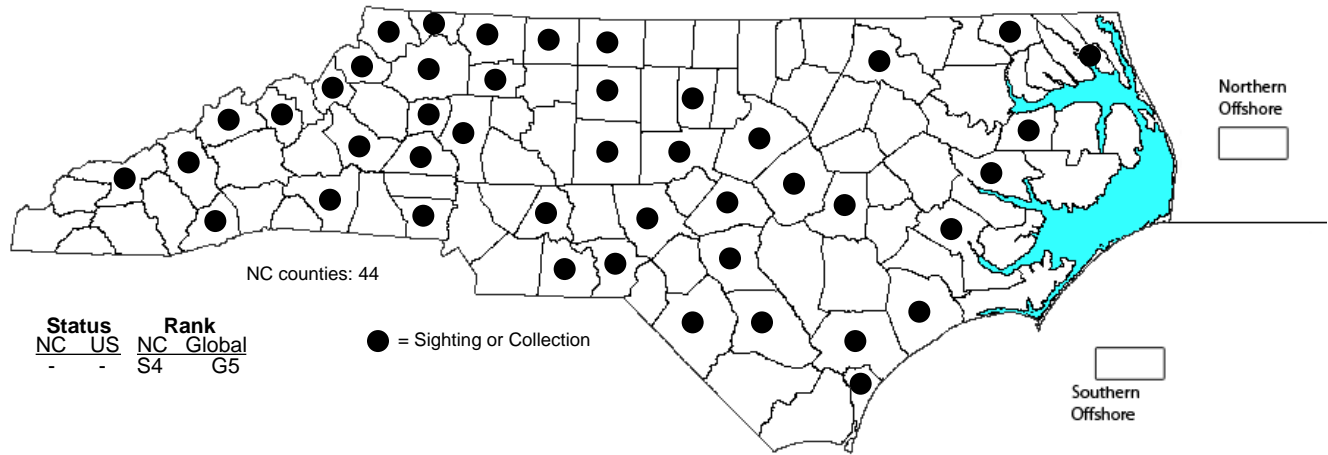 Northern
Offshore
NC counties: 44
Status Rank
NC US NC Global
- - S4 G5
= Sighting or Collection
Southern
Offshore